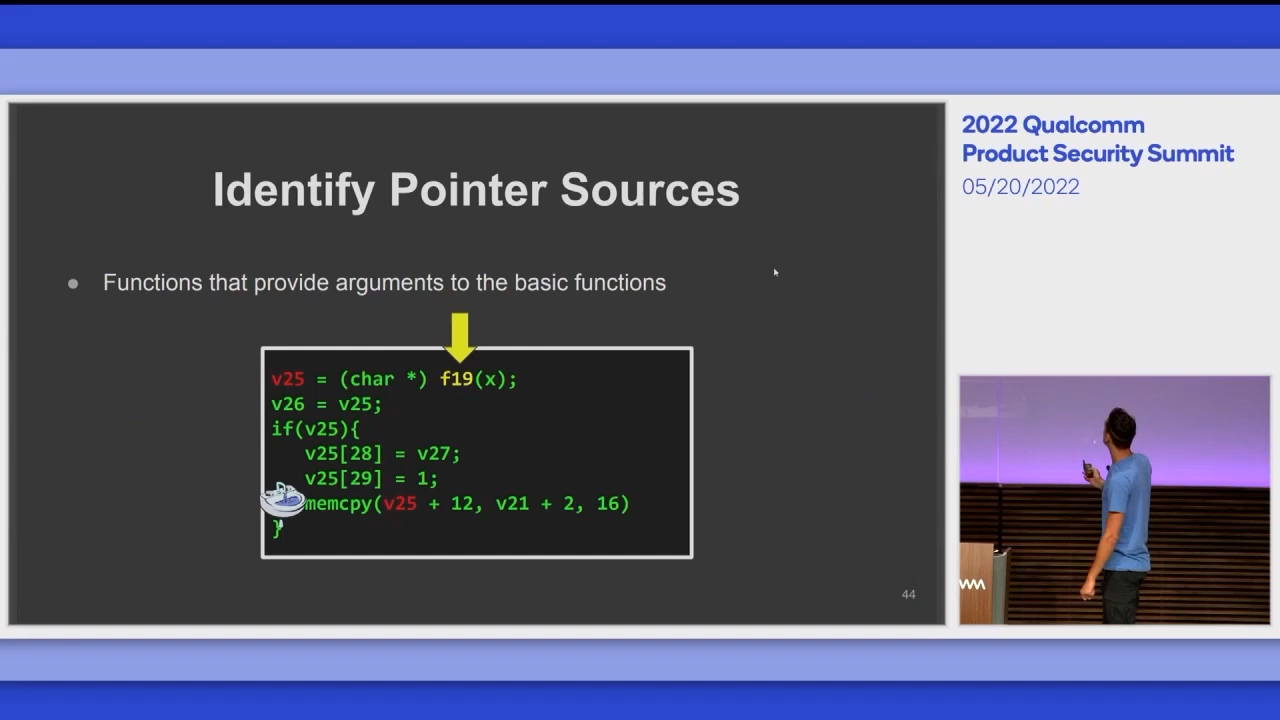 2022 Qualcomm
Product Security Summit
05/20/2022
Identify Pointer Sources
● Functions that provide arguments to the basic functions
v25 = (char *) f19(x);
v26 = v25;
if(v25){
v25[28] = v27;
v25[29] = 1;
memcpy(v25 + 12, v21 + 2, 16)
}
44